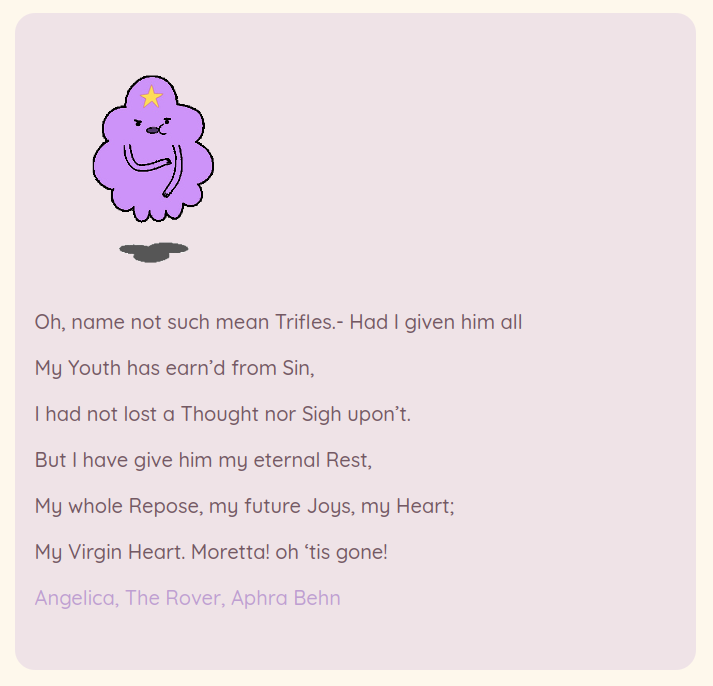 Oh, name not such mean Trifles.- Had I given him all
My Youth has earn’d from Sin,
I had not lost a Thought nor Sigh upon’t.
But I have give him my eternal Rest,
My whole Repose, my future Joys, my Heart;
My Virgin Heart. Moretta! oh ‘tis gone!
Angelica, The Rover, Aphra Behn